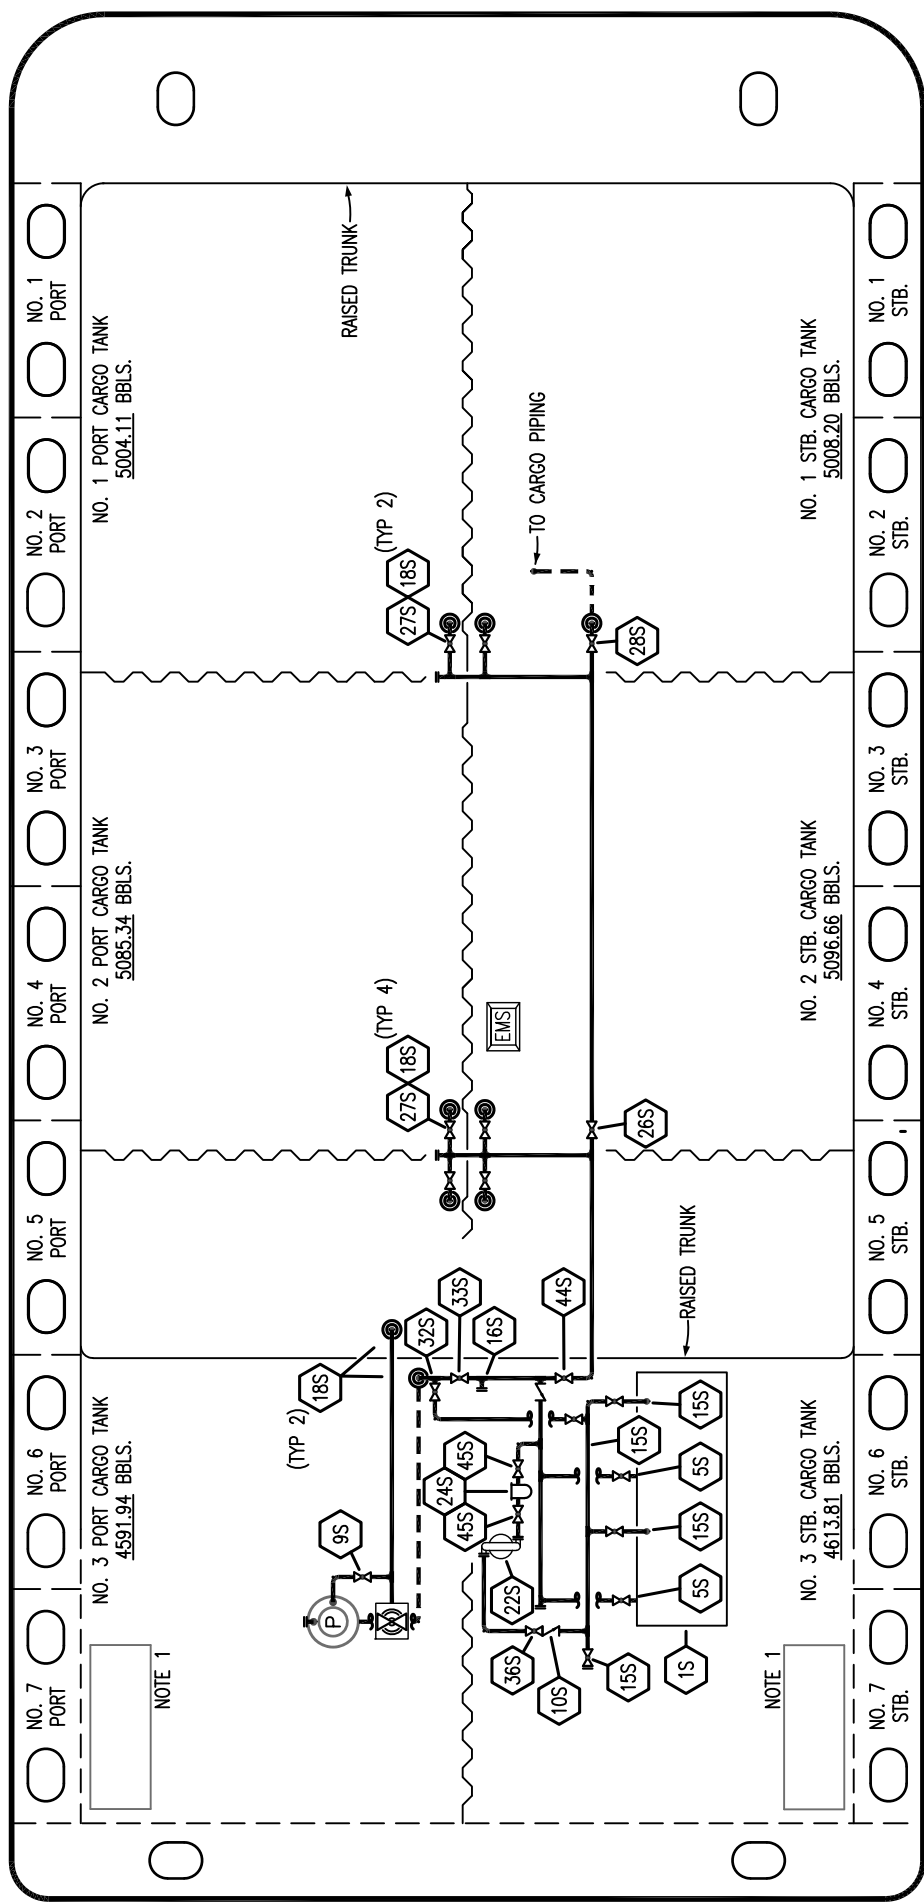 NO. 7
PORT
NO. 6
PORT
NO. 5
PORT
NO. 4
PORT
NO. 3
PORT
NO. 2
PORT
NO. 1
PORT
NOTE 1
NO. 3 PORT CARGO TANK
4591.94 BBLS.
NO. 2 PORT CARGO TANK
5085.34 BBLS.
NO. 1 PORT CARGO TANK
5004.11 BBLS.
RAISED TRUNK
(TYP 2)
18S
9S
P
(TYP 4)
27S
18S
(TYP 2)
27S
18S
32S
33S
16S
44S
45S
24S
45S
22S
36S
10S
15S
EMS
TO CARGO PIPING
26S
28S
RAISED TRUNK
15S
15S
5S
15S
5S
1S
NOTE 1
NO. 3 STB. CARGO TANK
4613.81 BBLS.
NO. 2 STB. CARGO TANK
5096.66 BBLS.
NO. 1 STB. CARGO TANK
5008.20 BBLS.
NO. 7
STB.
NO. 6
STB.
NO. 5
STB.
NO. 4
STB.
NO. 3
STB.
NO. 2
STB.
NO. 1
STB.